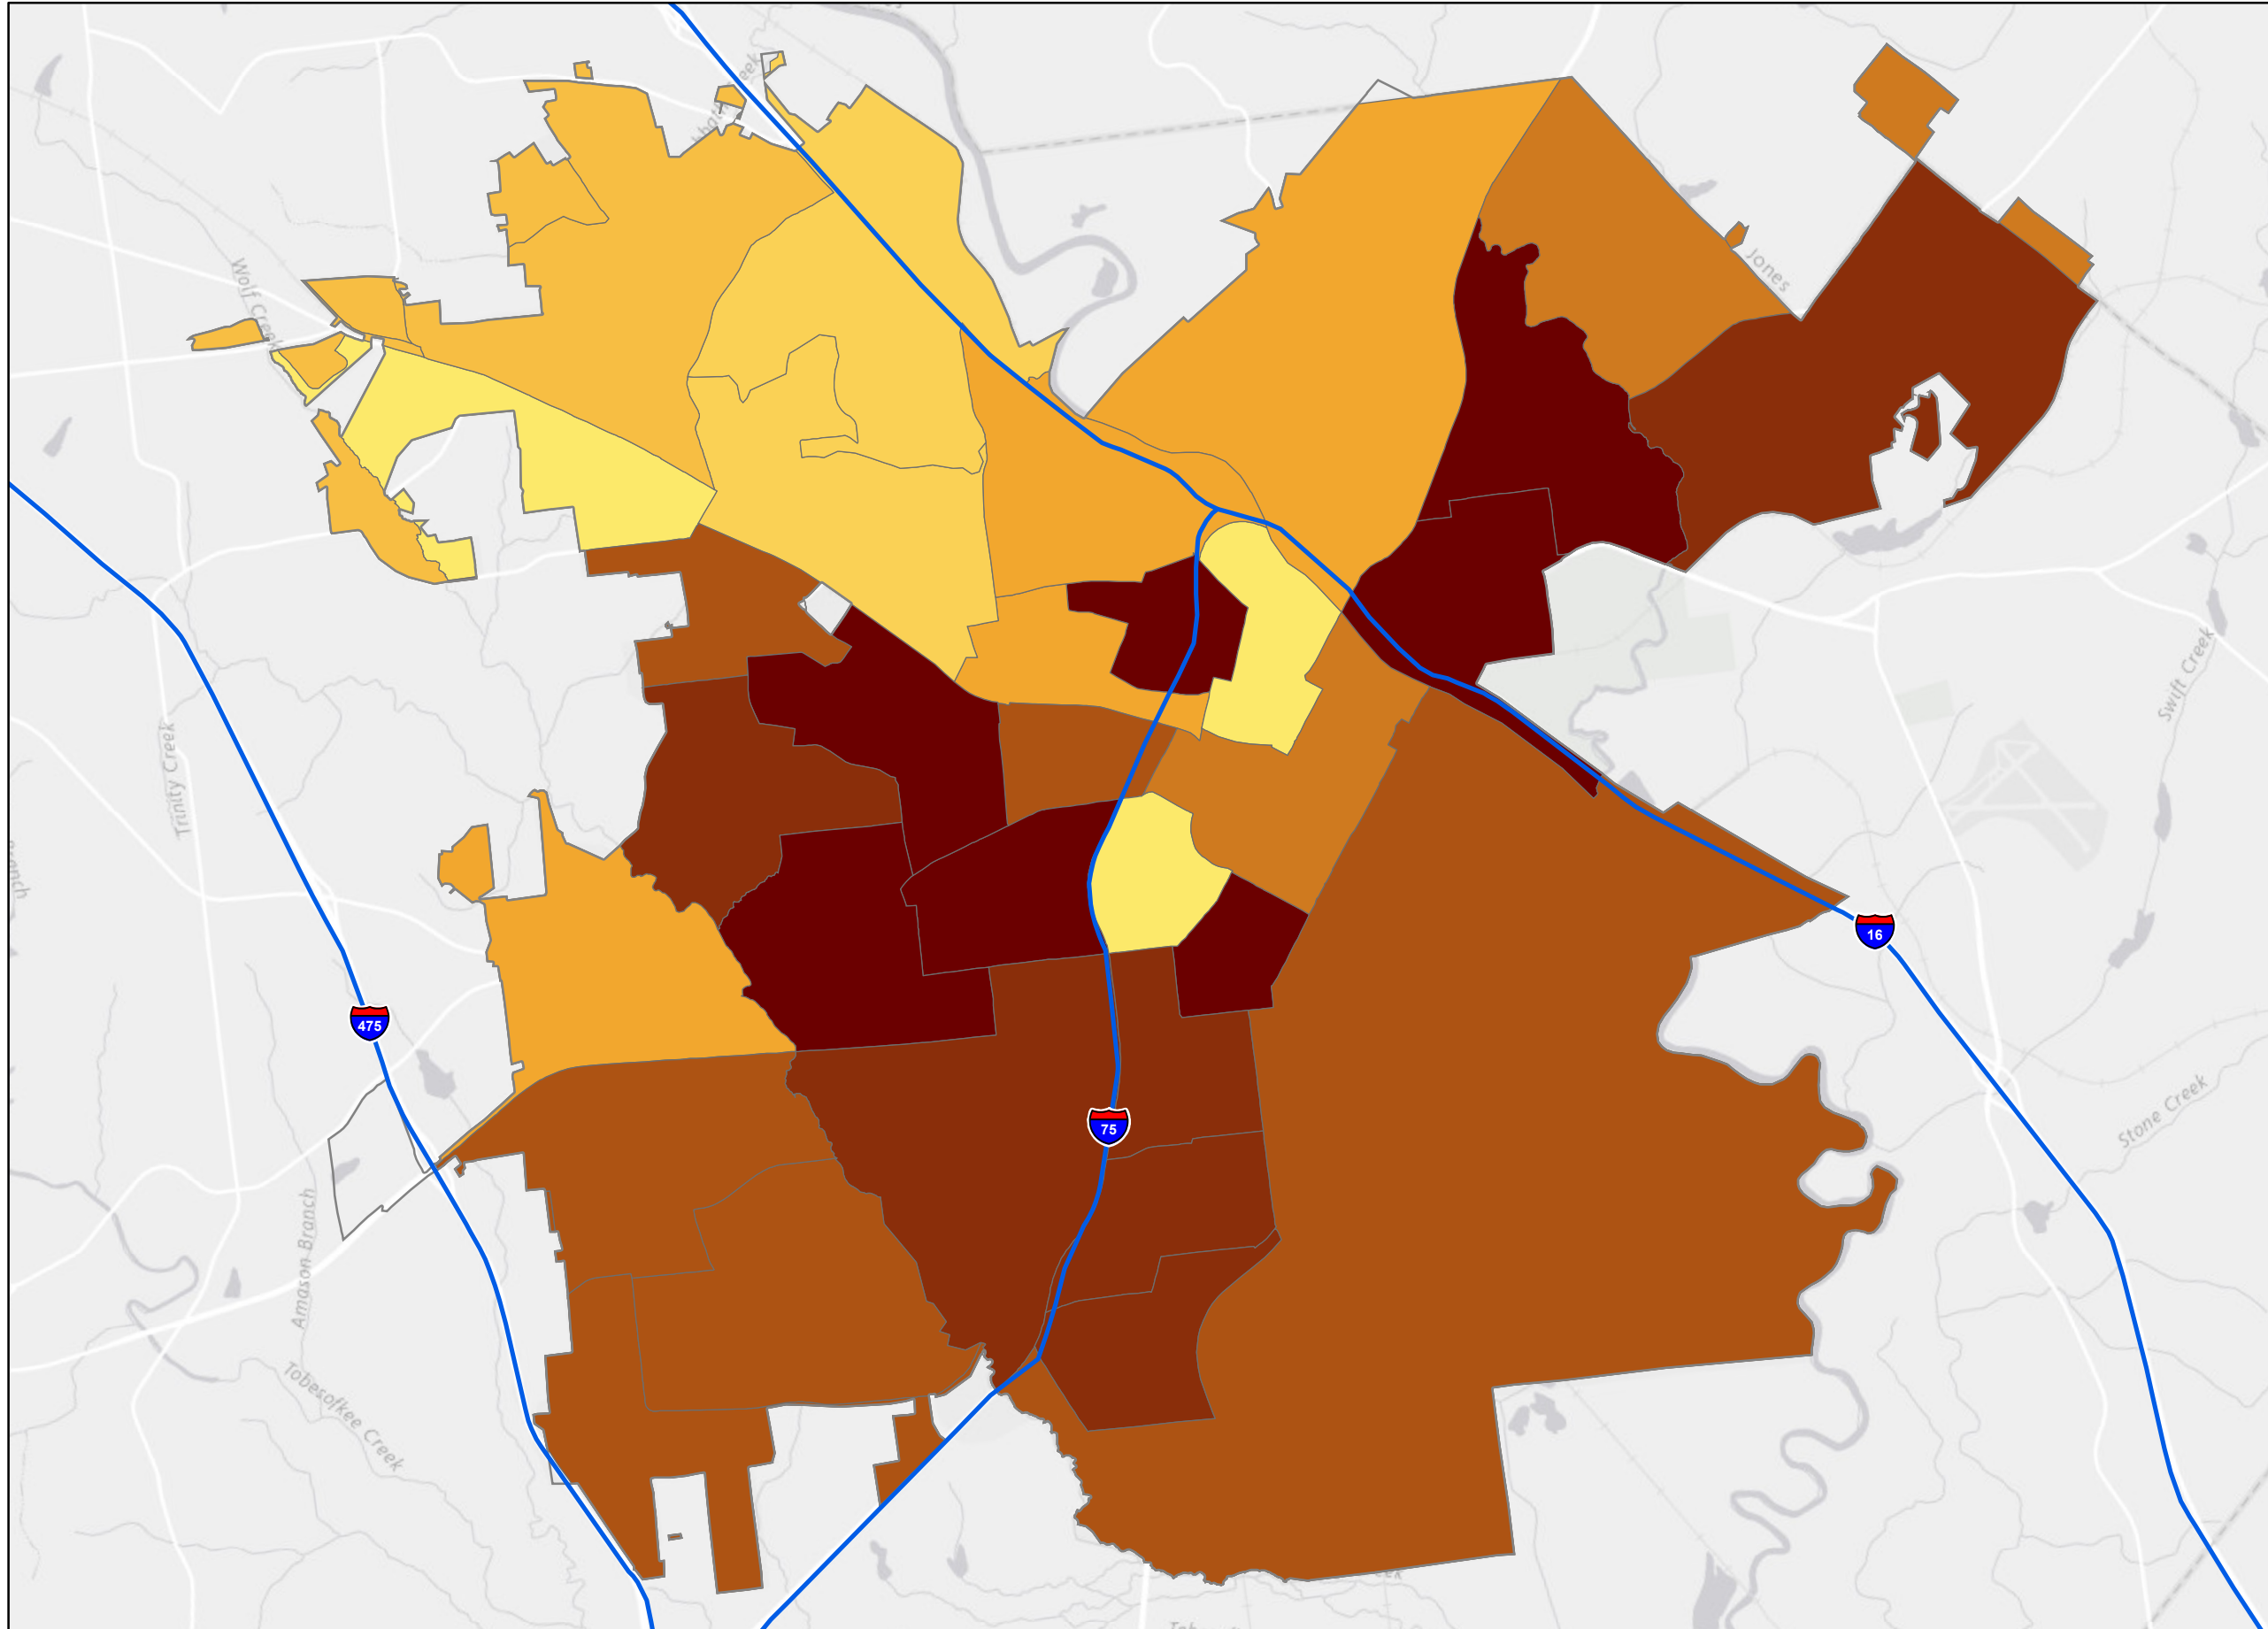 Wolf Creek
Jones
Swift Creek
Trinity Creek
16
475
75
Stone Creek
Amason Branch
Tobesofkee Creek